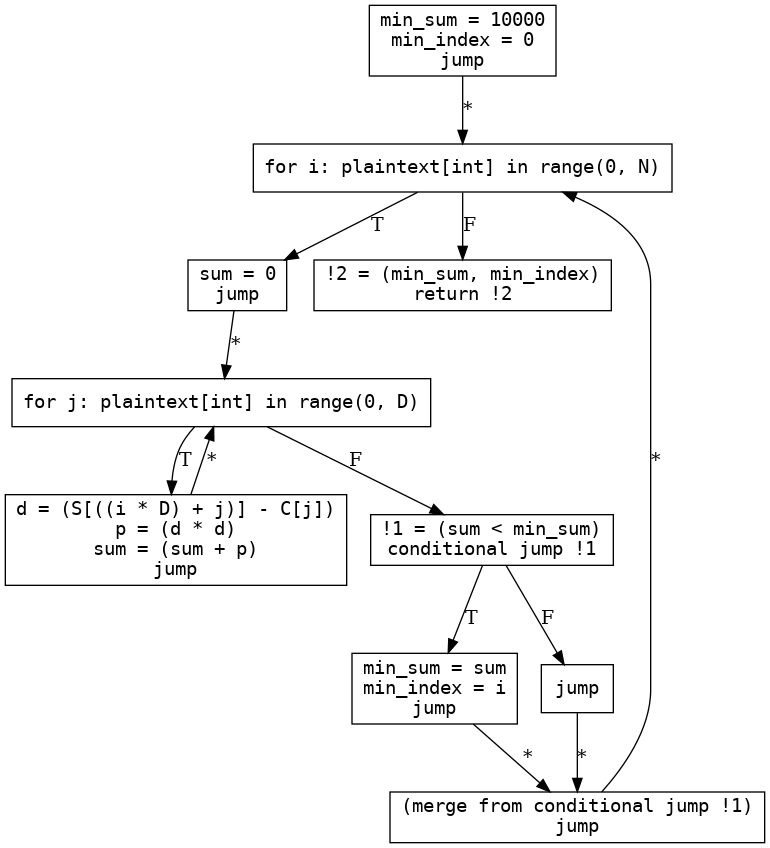 min_sum = 10000
min_index = 0
jump
*
for i: plaintext[int] in range(0, N)
T
F
sum = 0
jump
!2 = (min_sum, min_index)
return !2
*
for j: plaintext[int] in range(0, D)
T
*
F
*
d = (S[((i * D) + j)] - C[j])
p = (d * d)
sum = (sum + p)
jump
!1 = (sum < min_sum)
conditional jump !1
T
F
min_sum = sum
min_index = i
jump
jump
*
*
(merge from conditional jump !1)
jump